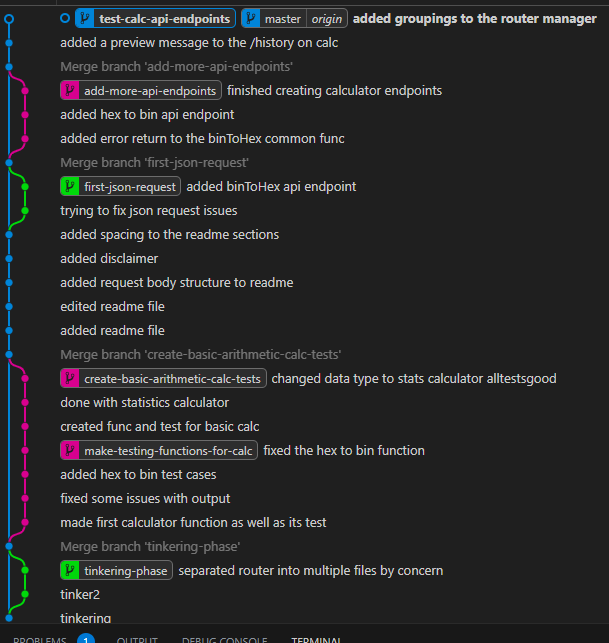 test-calc-api-endpoints master origin added groupings to the router manager
added a preview message to the /history on calc
Merge branch 'add-more-api-endpoints'
add-more-api-endpoints finished creating calculator endpoints
added hex to bin api endpoint
added error return to the binToHex common func
Merge branch 'first-json-request'
first-json-request added binToHex api endpoint
trying to fix json request issues
added spacing to the readme sections
added disclaimer
added request body structure to readme
edited readme file
added readme file
Merge branch 'create-basic-arithmetic-calc-tests'
create-basic-arithmetic-calc-tests changed data type to stats calculator alltestsgood
done with statistics calculator
created func and test for basic calc
make-testing-functions-for-calc fixed the hex to bin function
added hex to bin test cases
fixed some issues with output
made first calculator function as well as its test
Merge branch 'tinkering-phase'
tinkering-phase separated router into multiple files by concern
tinker2
tinkering
PROBLEMS 1 OUTPUT DEBUG CONSOLE TERMINAL